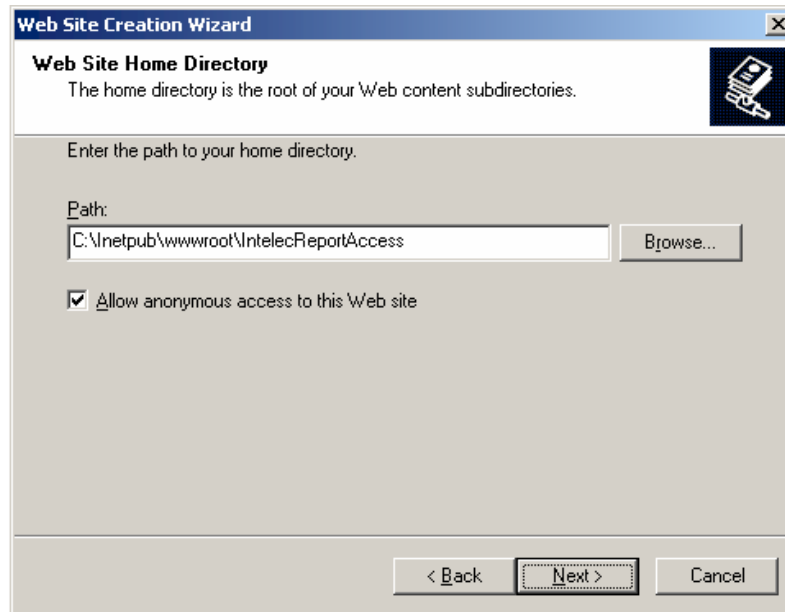 Web Site Creation Wizard
Web Site Home Directory
The home directory is the root of your Web content subdirectories.
Enter the path to your home directory.
Path:
C:\Inetpub\wwwroot\IntelecReportAccess
Browse...
Allow anonymous access to this Web site
< Back
Next >
Cancel